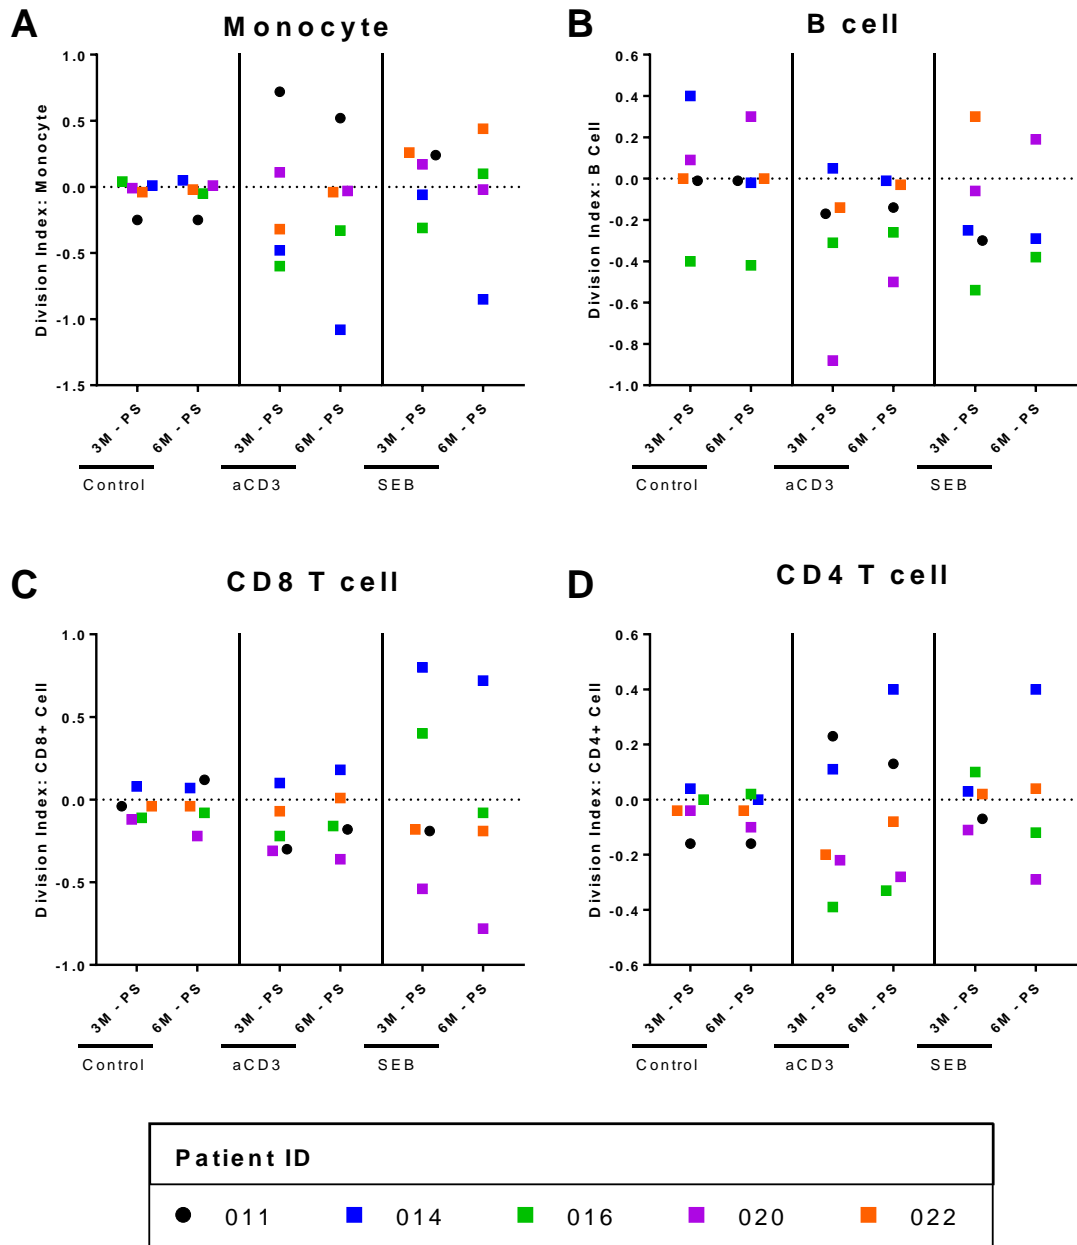 A
Monocyte
Division Index: Monocyte
1.0
0.5
0.0
-0.5
-1.0
-1.5
3M - PS
6M - PS
3M - PS
6M - PS
3M - PS
6M - PS
Control
aCD3
SEB
B
B cell
Division Index: B Cell
0.6
0.4
0.2
0.0
-0.2
-0.4
-0.6
-0.8
-1.0
3M - PS
6M - PS
3M - PS
6M - PS
3M - PS
6M - PS
Control
aCD3
SEB
C
CD8 T cell
Division Index: CD8+ Cell
1.0
0.5
0.0
-0.5
-1.0
3M - PS
6M - PS
3M - PS
6M - PS
3M - PS
6M - PS
Control
aCD3
SEB
D
CD4 T cell
Division Index: CD4+ Cell
0.6
0.4
0.2
0.0
-0.2
-0.4
-0.6
3M - PS
6M - PS
3M - PS
6M - PS
3M - PS
6M - PS
Control
aCD3
SEB
Patient ID
011 014 016 020 022